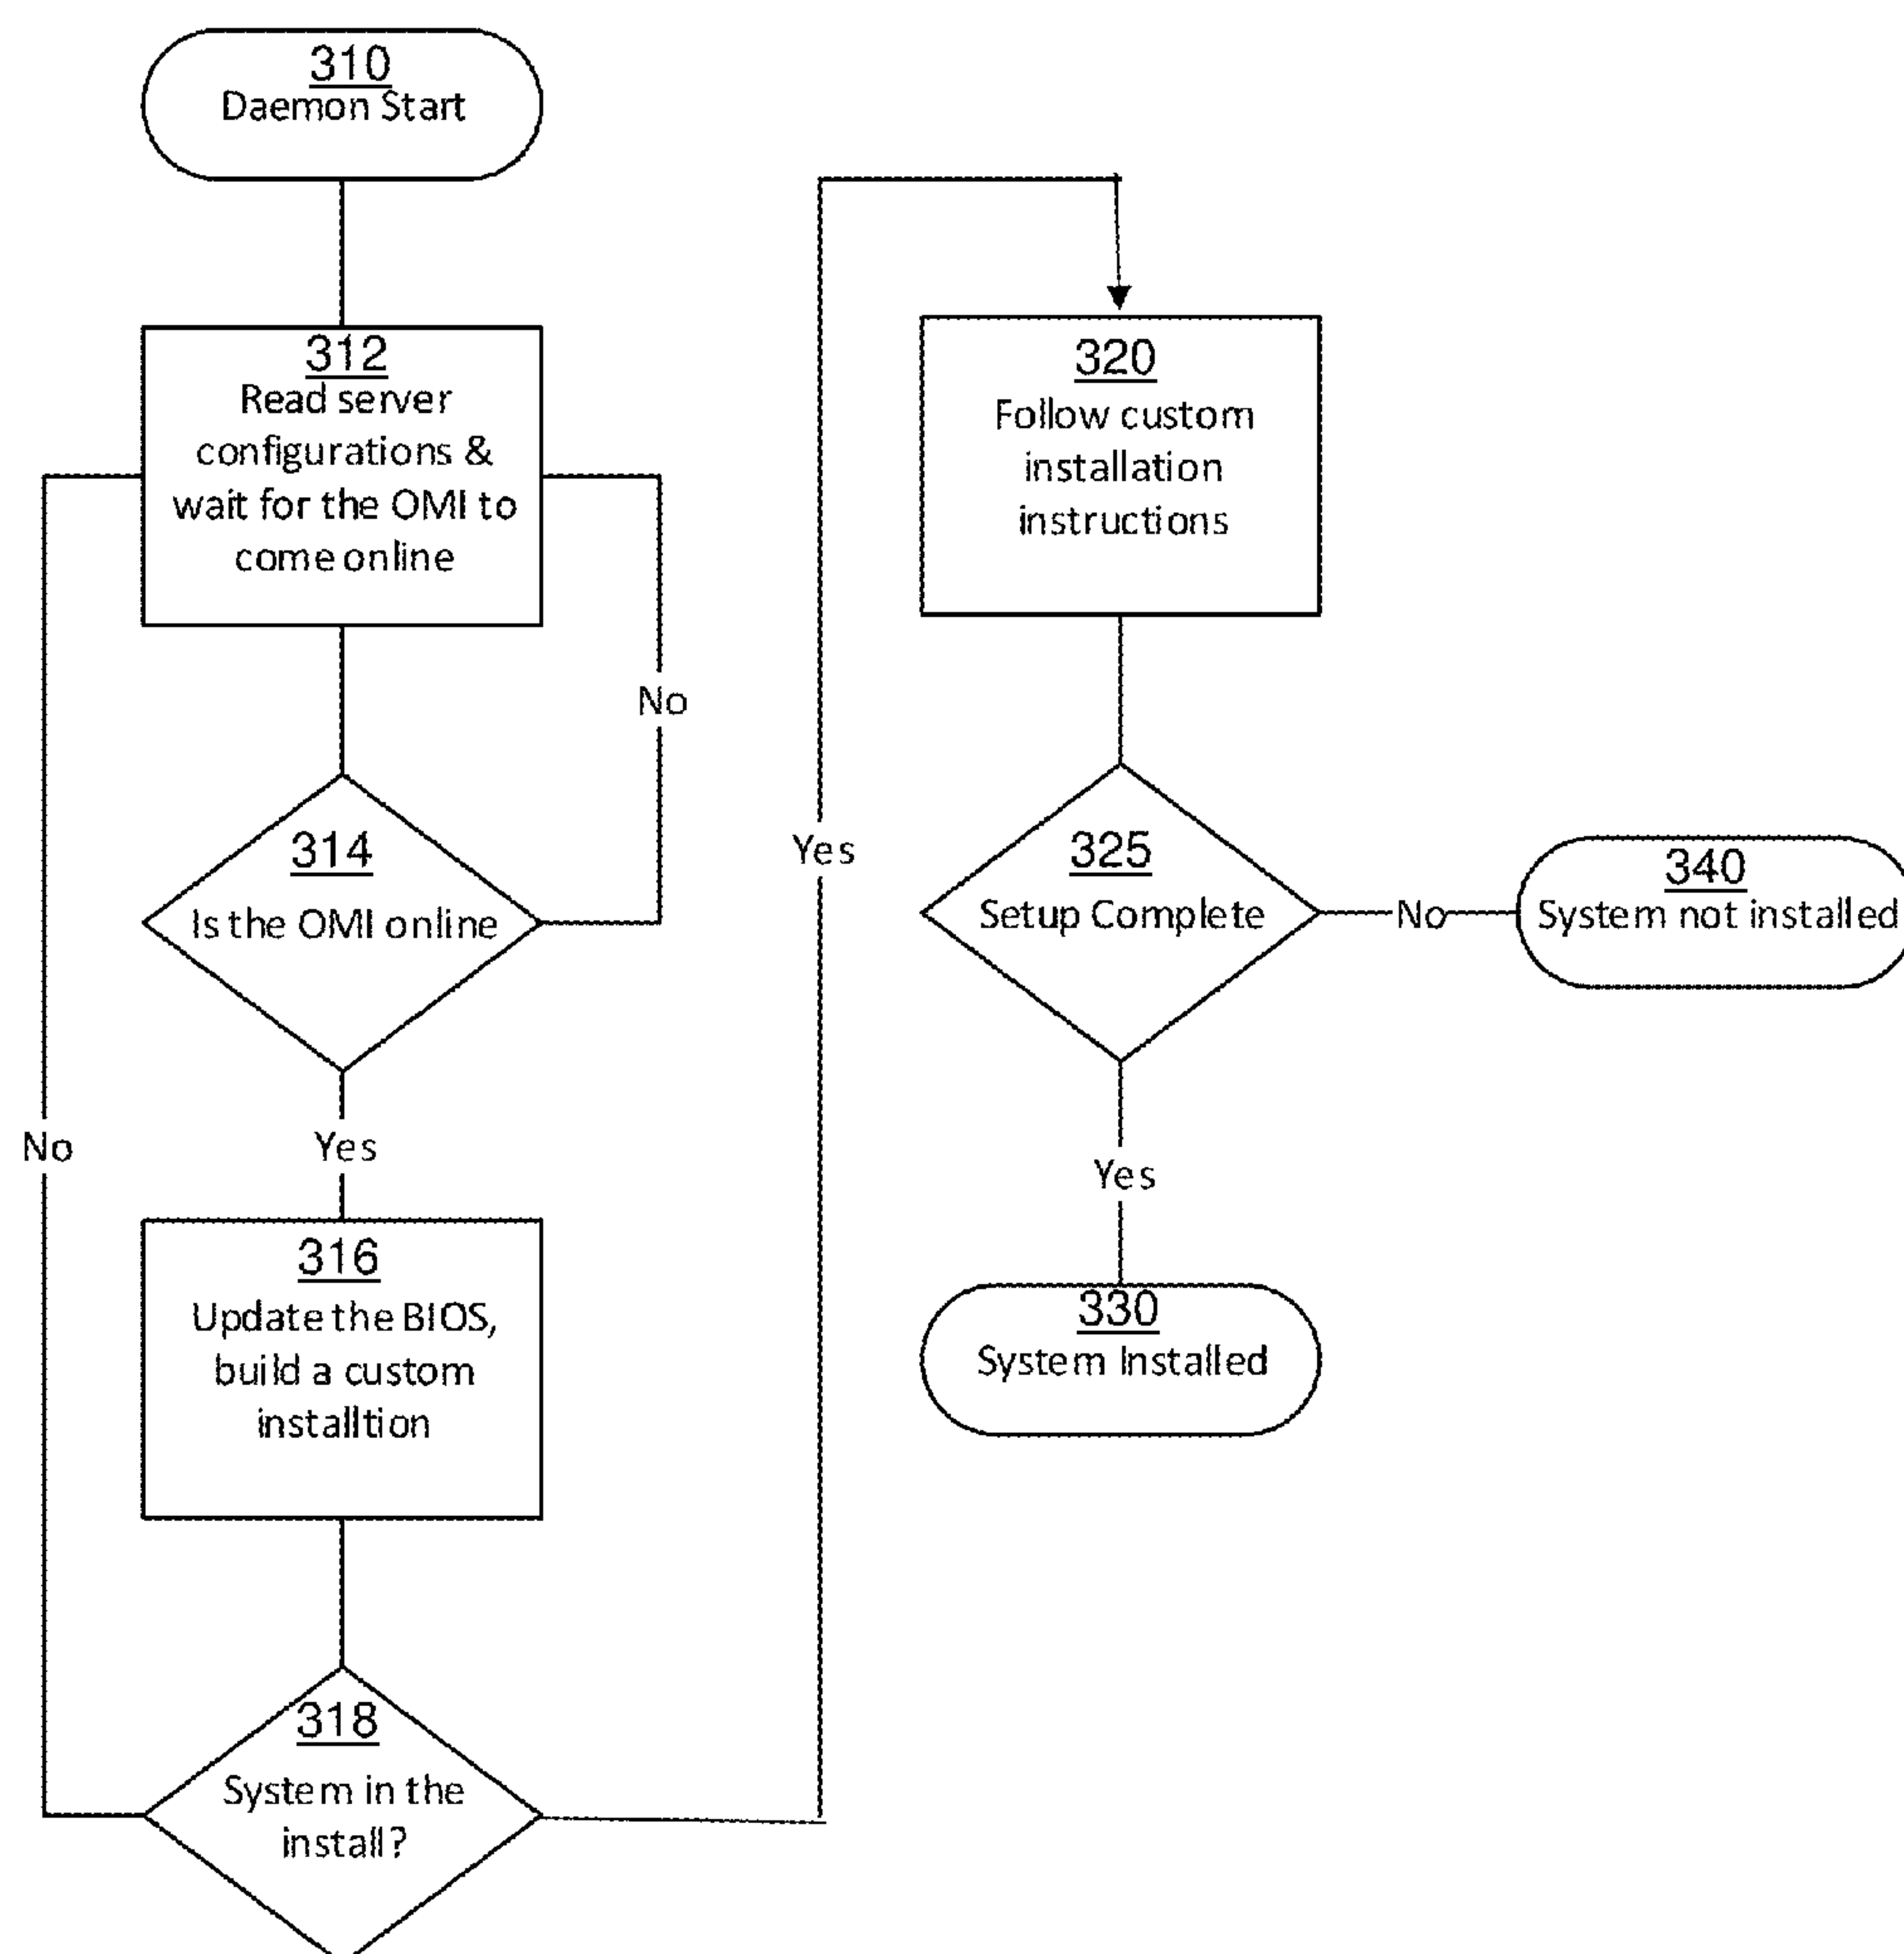 310
Daemon Start
312
Read server
configurations &
wait for the OMI to
come online
No
314
Is the OMI online
No
Yes
316
Update the BIOS,
build a custom
installtion
318
System in the
install?
Yes
320
Follow custom
installation
instructions
325
Setup Complete
No
340
System not installed
Yes
330
System Installed